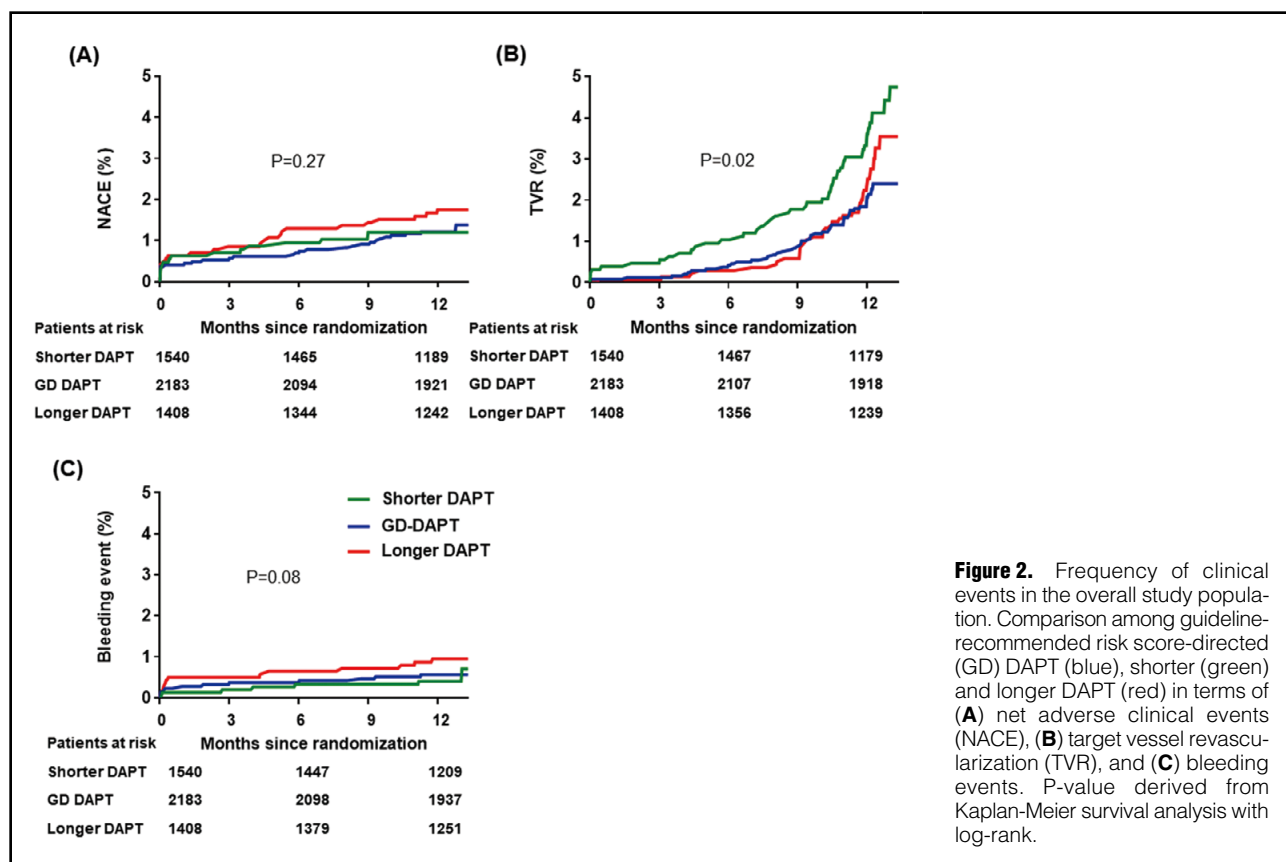 (A)
NACE (%)
5
4
3
2
1
0
P=0.27
0 3 6 9 12
Patients at risk Months since randomization
Shorter DAPT 1540 1465 1189
GD DAPT 2183 2094 1921
Longer DAPT 1408 1344 1242
(B)
TVR (%)
5
4
3
2
1
0
P=0.02
0 3 6 9 12
Patients at risk Months since randomization
Shorter DAPT 1540 1467 1179
GD DAPT 2183 2107 1918
Longer DAPT 1408 1356 1239
(C)
Bleeding event (%)
5
4
3
2
1
0
Shorter DAPT
GD-DAPT
Longer DAPT
P=0.08
0 3 6 9 12
Patients at risk Months since randomization
Shorter DAPT 1540 1447 1209
GD DAPT 2183 2098 1937
Longer DAPT 1408 1379 1251
Figure 2. Frequency of clinical
events in the overall study popula-
tion. Comparison among guideline-
recommended risk score-directed
(GD) DAPT (blue), shorter (green)
and longer DAPT (red) in terms of
(A) net adverse clinical events
(NACE), (B) target vessel revascu-
larization (TVR), and (C) bleeding
events. P-value derived from
Kaplan-Meier survival analysis with
log-rank.